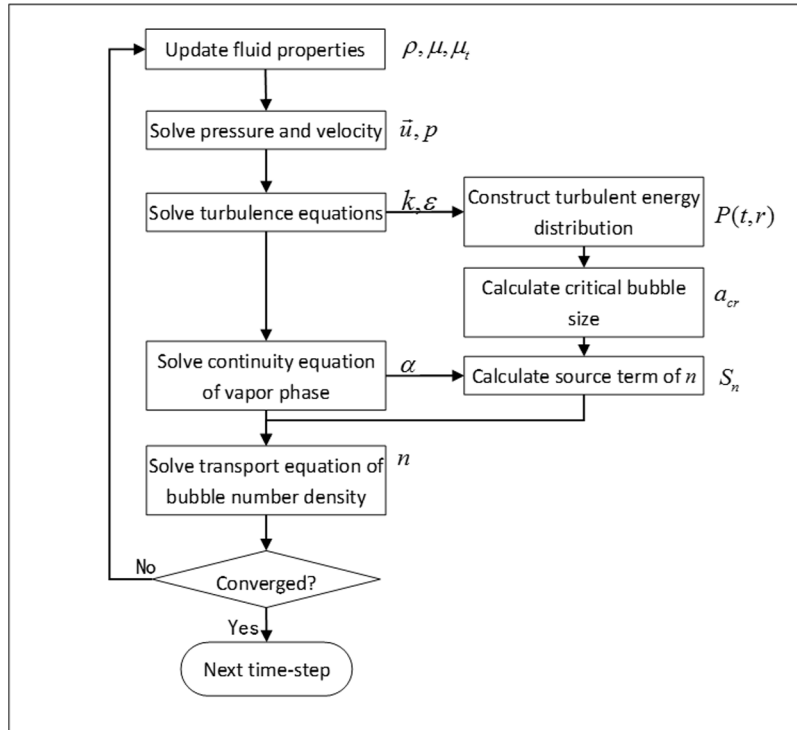 Update fluid properties
ρ, μ, μₜ
Solve pressure and velocity
u⃗, p
Solve turbulence equations
k, ε
Construct turbulent energy
distribution
P(t,r)
Calculate critical bubble
size
a_cr
Solve continuity equation
of vapor phase
α
Calculate source term of n
Sₙ
Solve transport equation of
bubble number density
n
No
Converged?
Yes
Next time-step